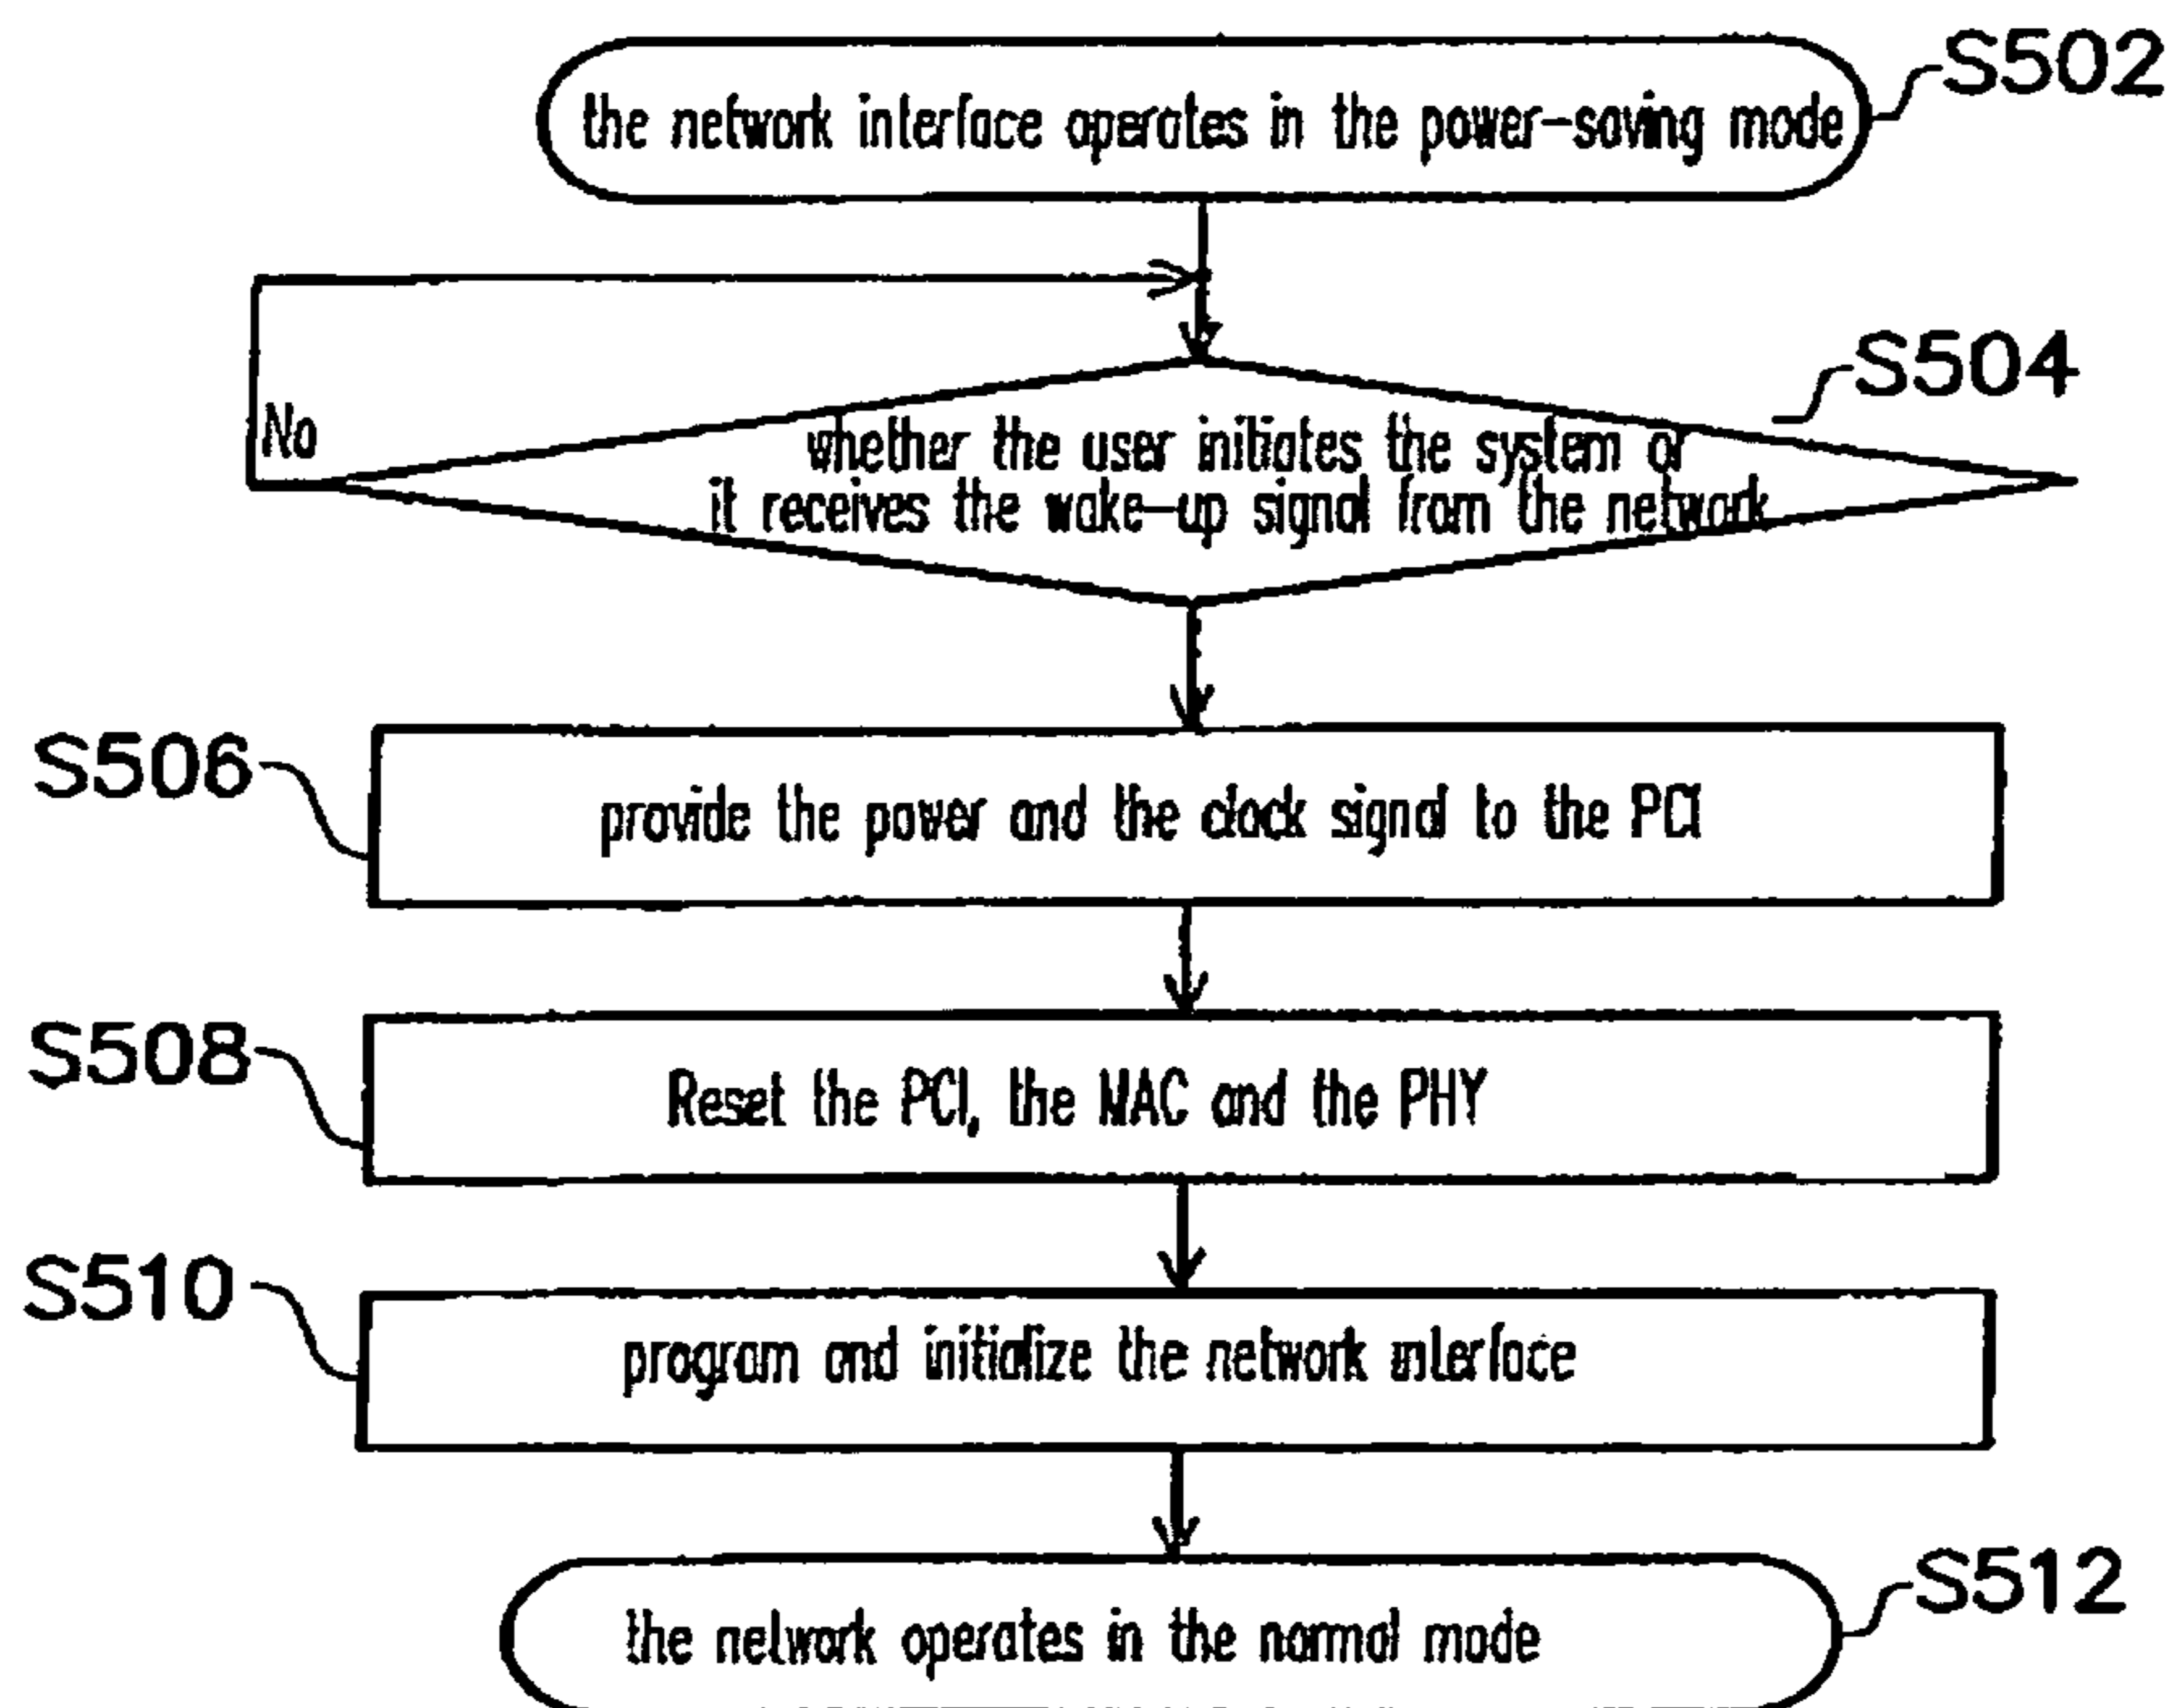 the network interface operates in the power-saving mode
S502
No
S504
whether the user initiates the system or
it receives the wake-up signal from the network
S506
provide the power and the clock signal to the PCI
S508
Reset the PCI, the MAC and the PHY
S510
program and initialize the network interface
the network operates in the normal mode
S512